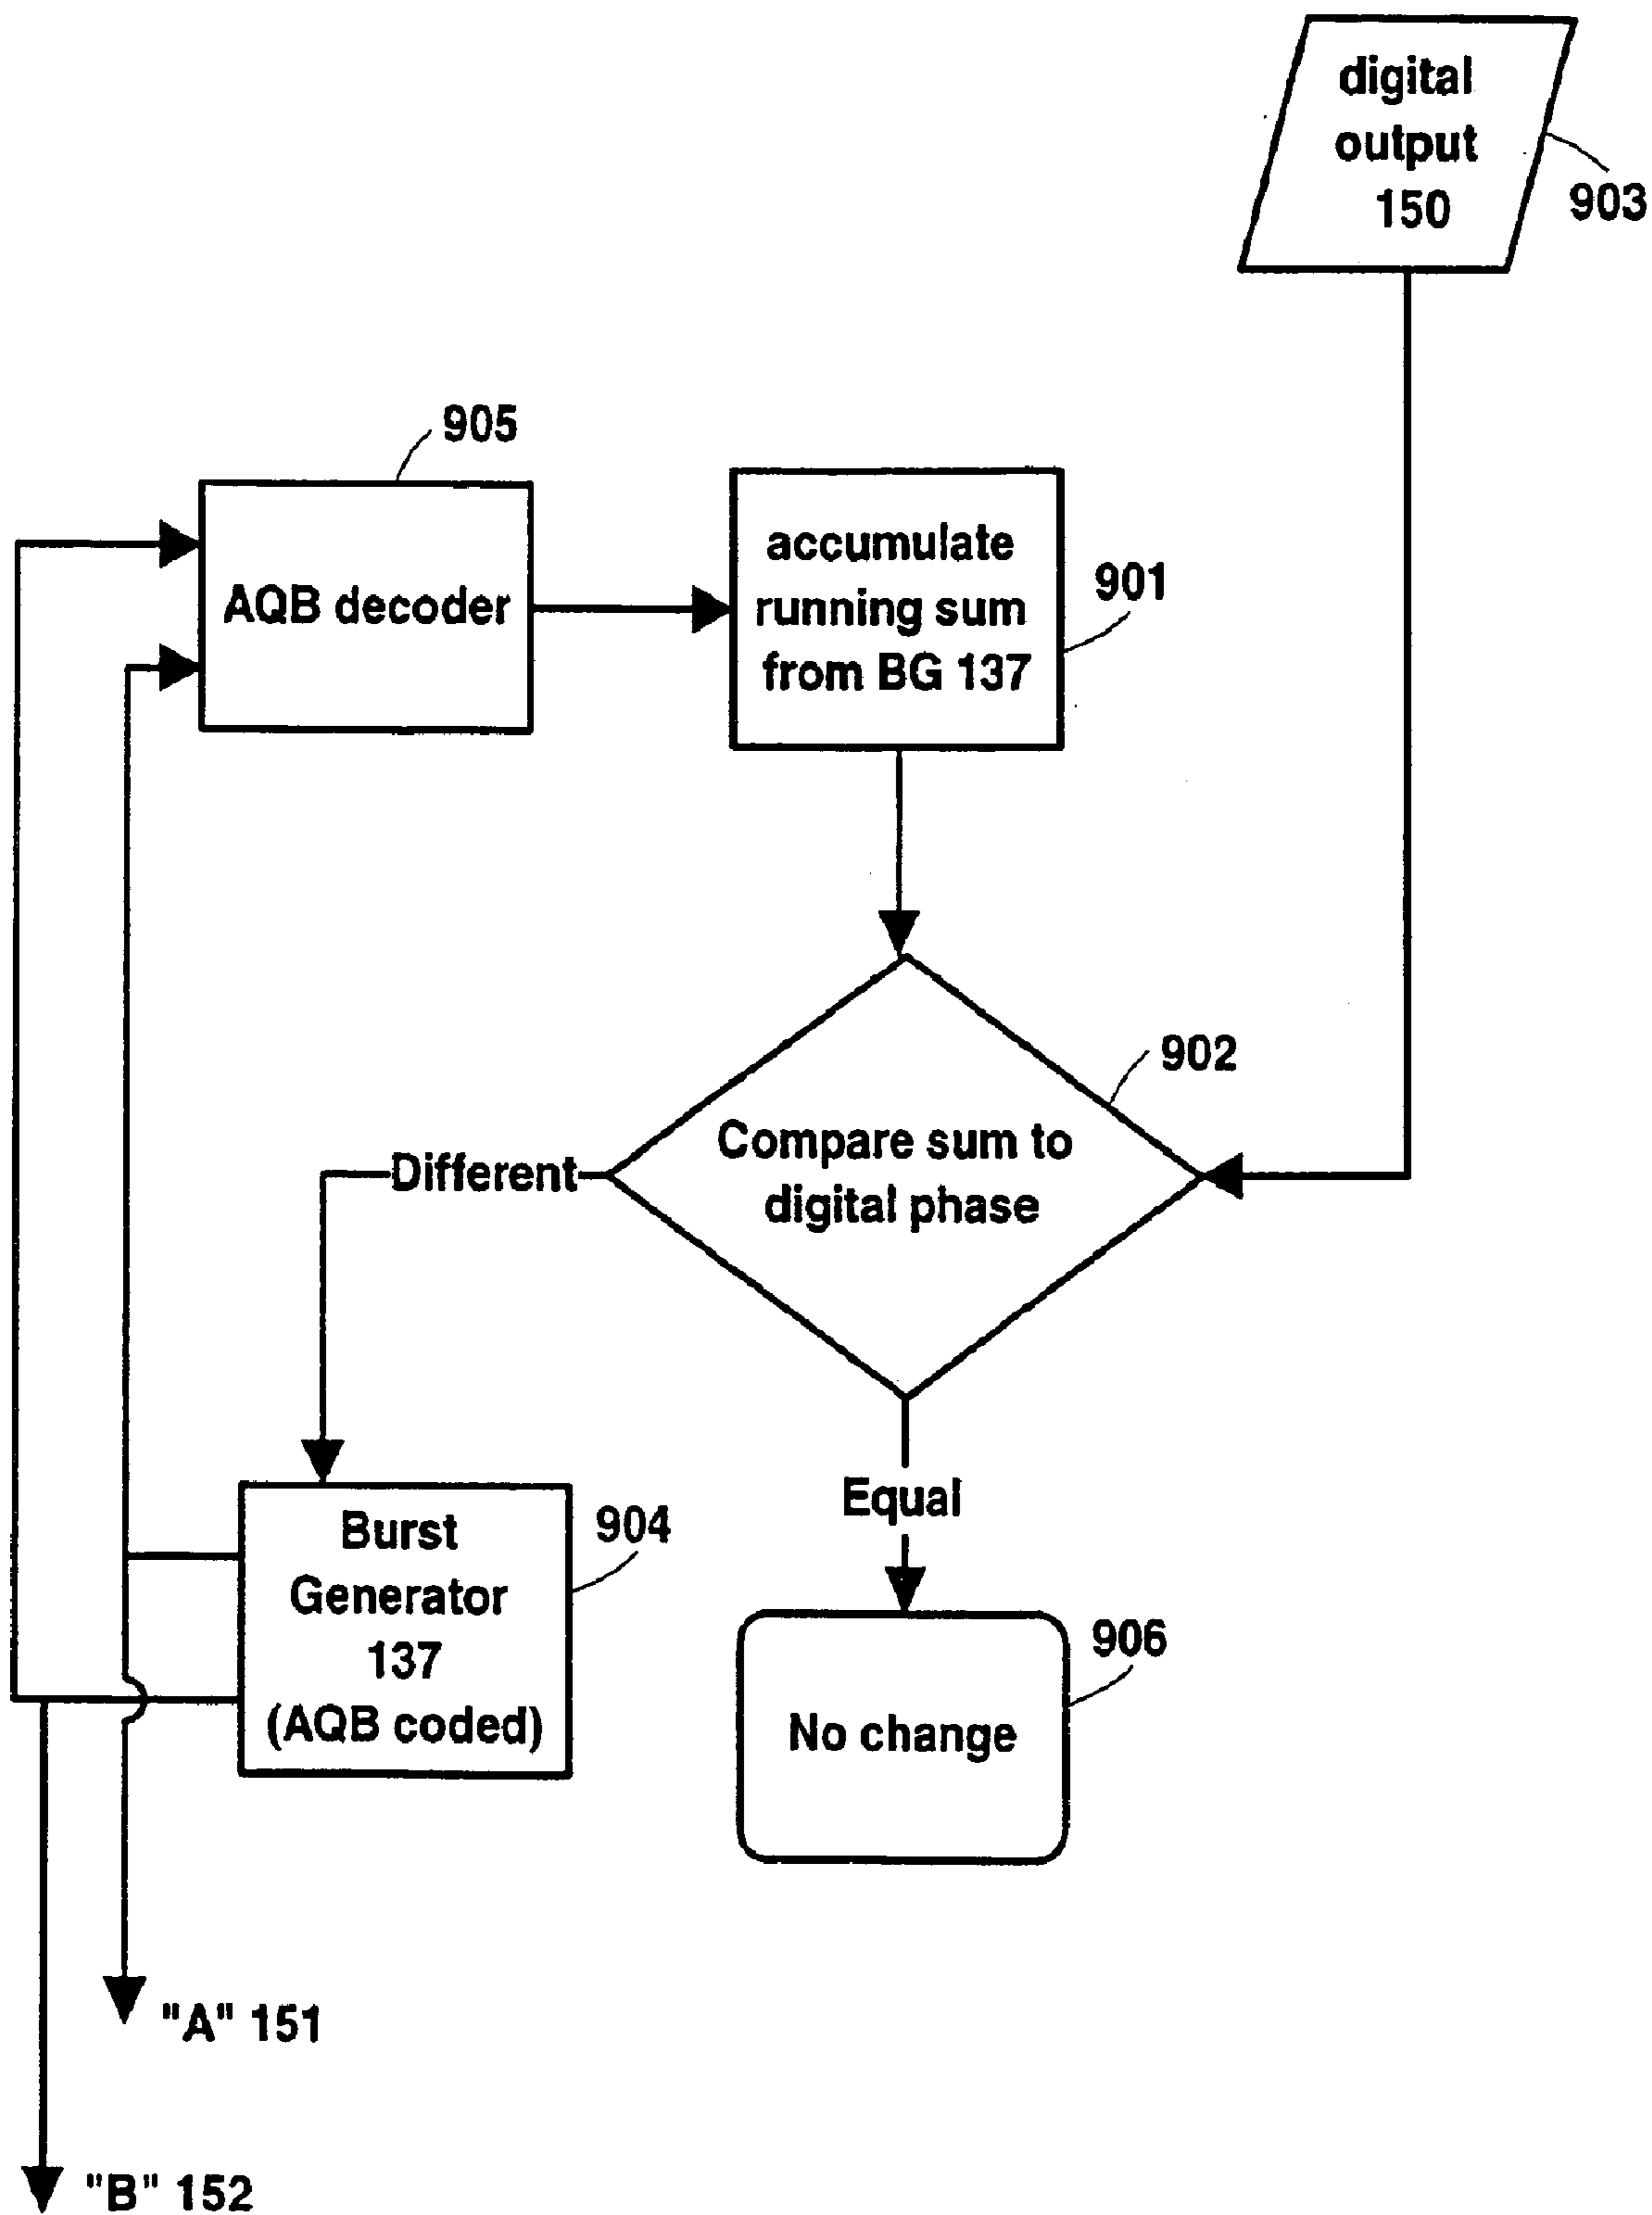 digital
output
150
903
905
AQB decoder
accumulate
running sum
from BG 137
901
902
Compare sum to
digital phase
Different
Equal
Burst
Generator
137
(AQB coded)
904
906
No change
"A" 151
"B" 152